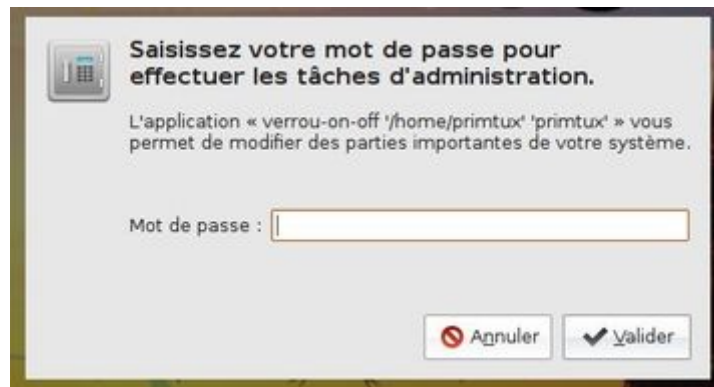 Saisissez votre mot de passe pour
effectuer les tâches d'administration.
L'application « verrou-on-off '/home/primtux' 'primtux' » vous
permet de modifier des parties importantes de votre système.
Mot de passe :
Annuler
Valider